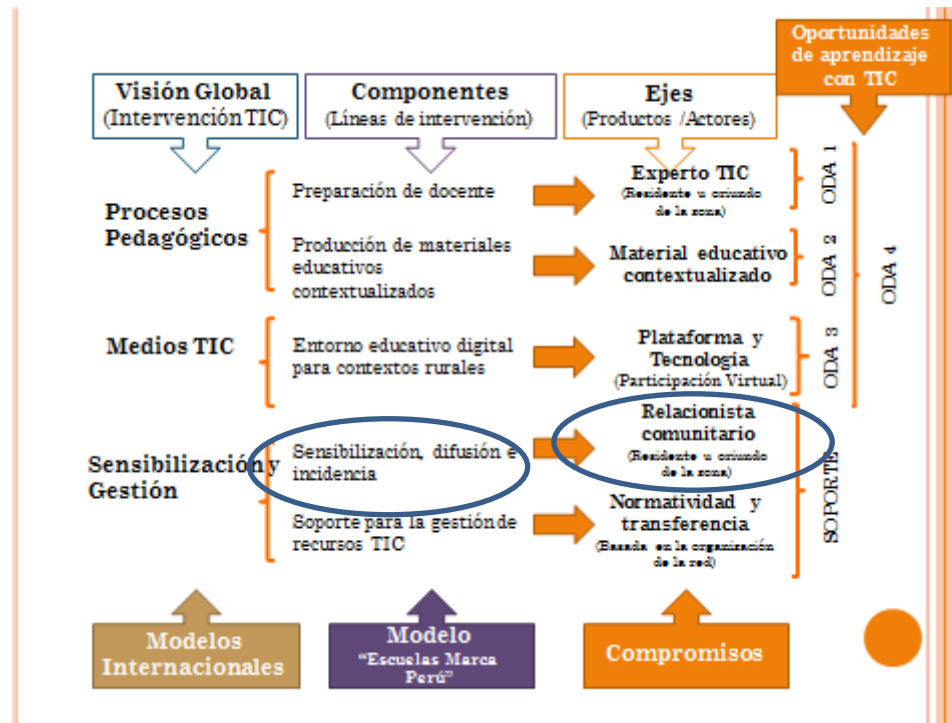 Oportunidades
de aprendizaje
con TIC
Visión Global
(Intervención TIC)
Componentes
(Líneas de intervención)
Ejes
(Productos /Actores)
Procesos
Pedagógicos
Preparación de docente
Experto TIC
(Residente u oriundo
de la zona)
ODA 1
Producción de materiales
educativos
contextualizados
Material educativo
contextualizado
ODA 2
ODA 4
Medios TIC
Entorno educativo digital
para contextos rurales
Plataforma y
Tecnología
(Participación Virtual)
ODA 3
Sensibilización y
Gestión
Sensibilización, difusión e
incidencia
Relacionista
comunitario
(Residente u oriundo
de la zona)
Soporte para la gestión de
recursos TIC
Normatividad y
transferencia
(Basada en la organización
de la red)
SOPORTE
Modelos
Internacionales
Modelo
“Escuelas Marca
Perú”
Compromisos